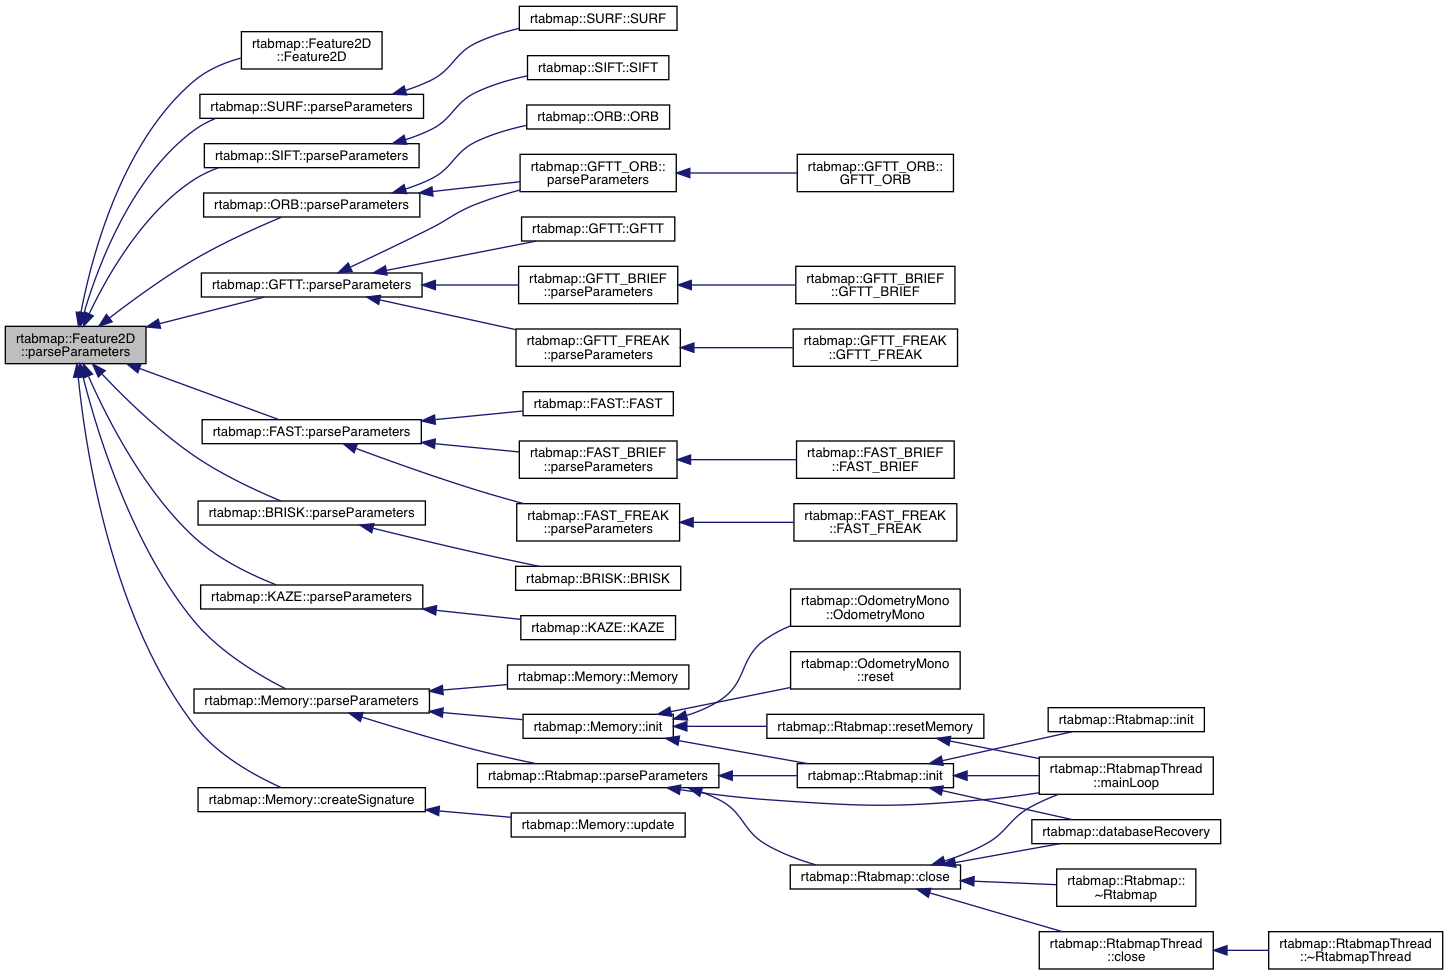 rtabmap::Feature2D
::parseParameters
rtabmap::Feature2D
::Feature2D
rtabmap::SURF::parseParameters
rtabmap::SIFT::parseParameters
rtabmap::ORB::parseParameters
rtabmap::GFTT::parseParameters
rtabmap::FAST::parseParameters
rtabmap::BRISK::parseParameters
rtabmap::KAZE::parseParameters
rtabmap::Memory::parseParameters
rtabmap::Memory::createSignature
rtabmap::SURF::SURF
rtabmap::SIFT::SIFT
rtabmap::ORB::ORB
rtabmap::GFTT_ORB::
parseParameters
rtabmap::GFTT::GFTT
rtabmap::GFTT_BRIEF
::parseParameters
rtabmap::GFTT_FREAK
::parseParameters
rtabmap::FAST::FAST
rtabmap::FAST_BRIEF
::parseParameters
rtabmap::FAST_FREAK
::parseParameters
rtabmap::BRISK::BRISK
rtabmap::KAZE::KAZE
rtabmap::Memory::Memory
rtabmap::Memory::init
rtabmap::Rtabmap::parseParameters
rtabmap::Memory::update
rtabmap::GFTT_ORB::
GFTT_ORB
rtabmap::GFTT_BRIEF
::GFTT_BRIEF
rtabmap::GFTT_FREAK
::GFTT_FREAK
rtabmap::FAST_BRIEF
::FAST_BRIEF
rtabmap::FAST_FREAK
::FAST_FREAK
rtabmap::OdometryMono
::OdometryMono
rtabmap::OdometryMono
::reset
rtabmap::Rtabmap::resetMemory
rtabmap::Rtabmap::init
rtabmap::Rtabmap::close
rtabmap::Rtabmap::init
rtabmap::RtabmapThread
::mainLoop
rtabmap::databaseRecovery
rtabmap::Rtabmap::
~Rtabmap
rtabmap::RtabmapThread
::close
rtabmap::RtabmapThread
::~RtabmapThread